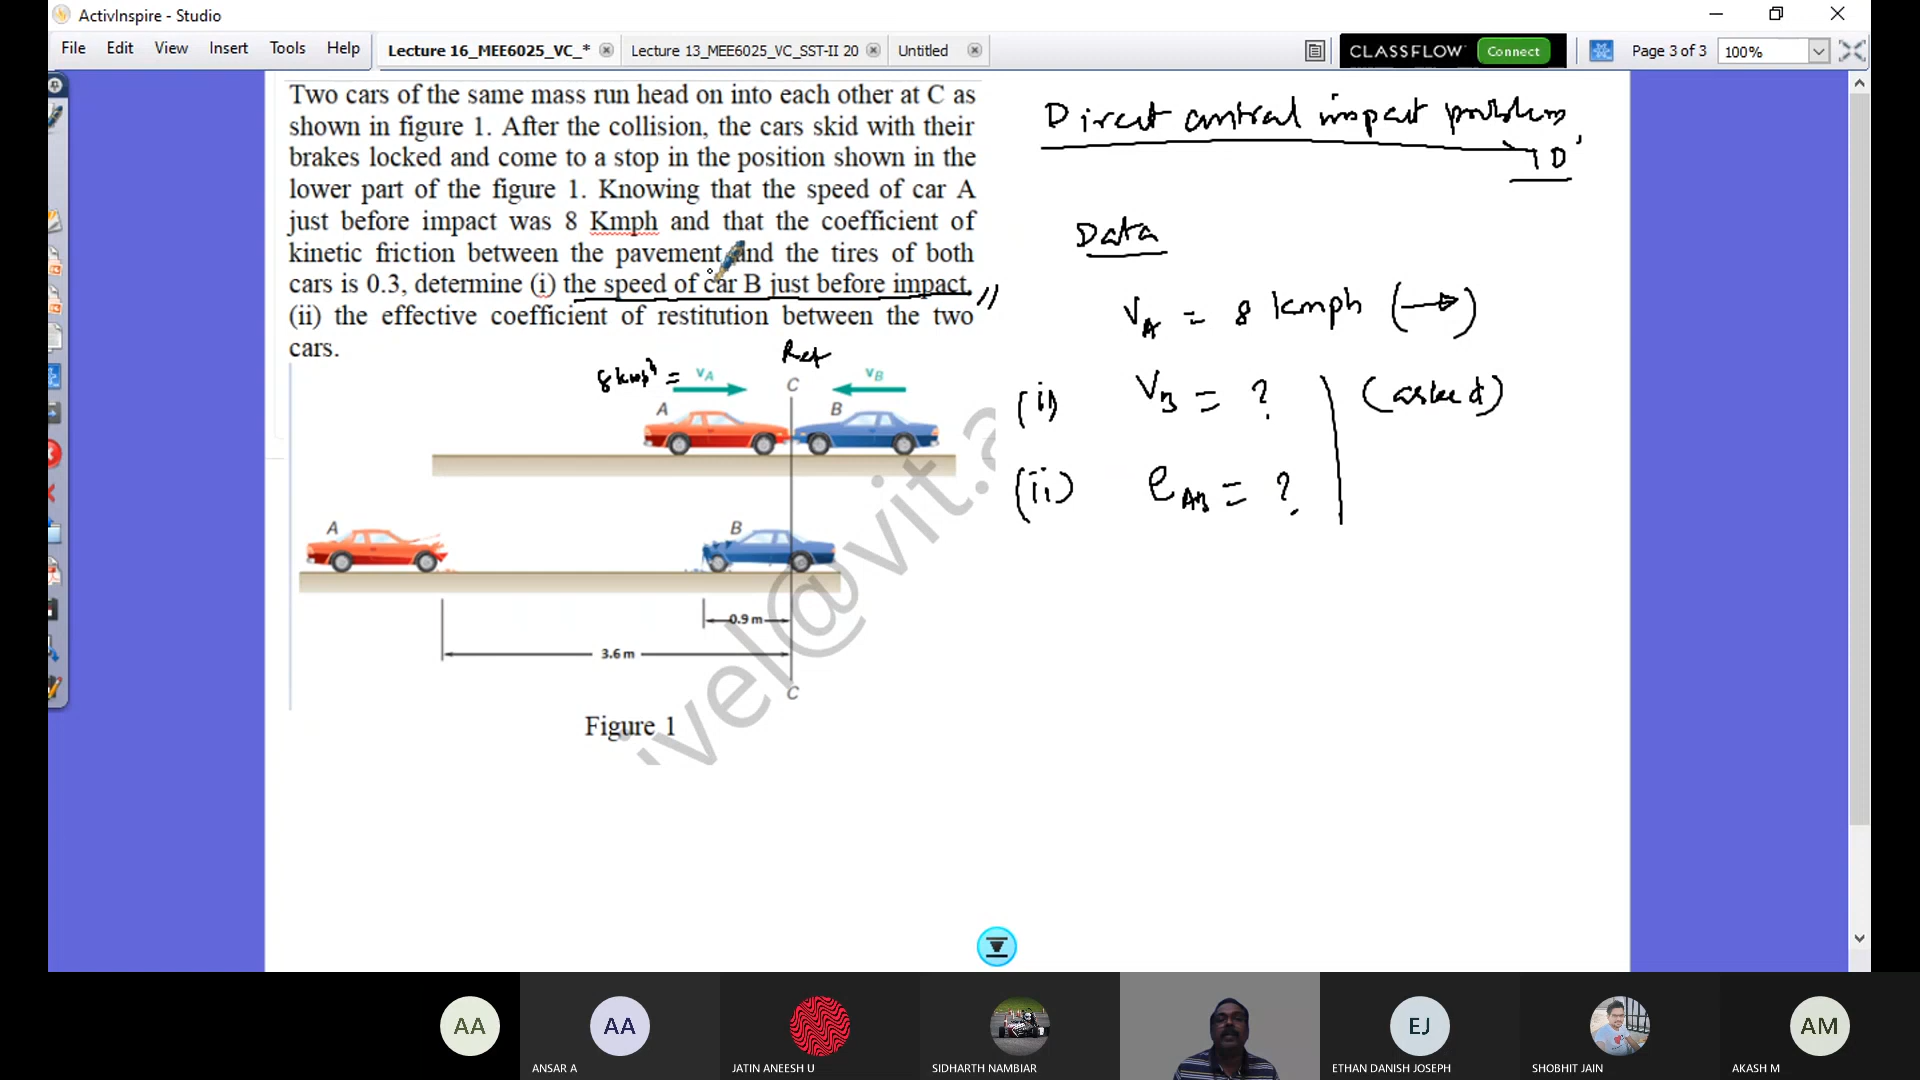 ActivInspire - Studio
File Edit View Insert Tools Help
Lecture 16_MEE6025_VC_* Lecture 13_MEE6025_VC_SST-II 20 Untitled
CLASSFLOW Connect Page 3 of 3 100%
Two cars of the same mass run head on into each other at C as
shown in figure 1. After the collision, the cars skid with their
brakes locked and come to a stop in the position shown in the
lower part of the figure 1. Knowing that the speed of car A
just before impact was 8 Kmph and that the coefficient of
kinetic friction between the pavement and the tires of both
cars is 0.3, determine (i) the speed of car B just before impact,
(ii) the effective coefficient of restitution between the two
cars.
Ref
8 kmph = vA C vB
A B
A B
0.9 m
3.6 m
C
Figure 1
ivel@vit.a
Direct central impact problem,
1D
Data
VA = 8 kmph (→)
(i) VB = ? (asked)
(ii) eAB = ?
AA AA EJ AM
ANSAR A JATIN ANEESH U SIDHARTH NAMBIAR ETHAN DANISH JOSEPH SHOBHIT JAIN AKASH M